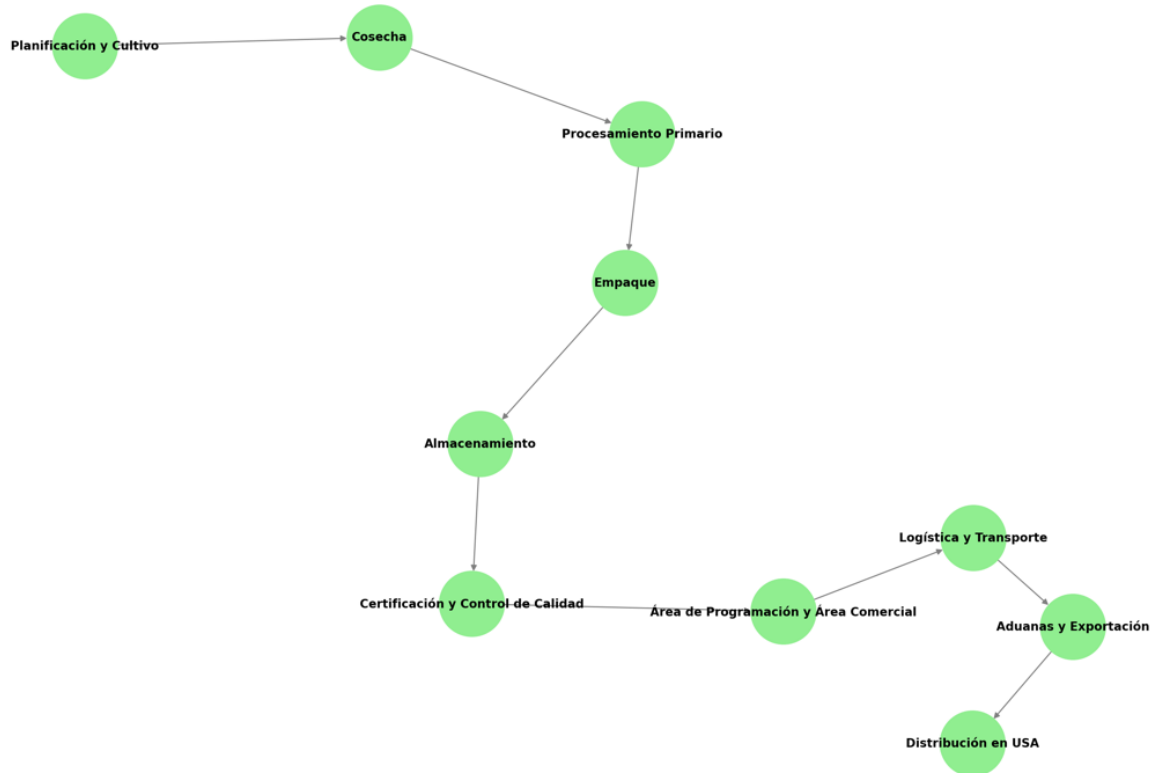 Planificación y Cultivo
Cosecha
Procesamiento Primario
Empaque
Almacenamiento
Certificación y Control de Calidad
Área de Programación y Área Comercial
Logística y Transporte
Aduanas y Exportación
Distribución en USA